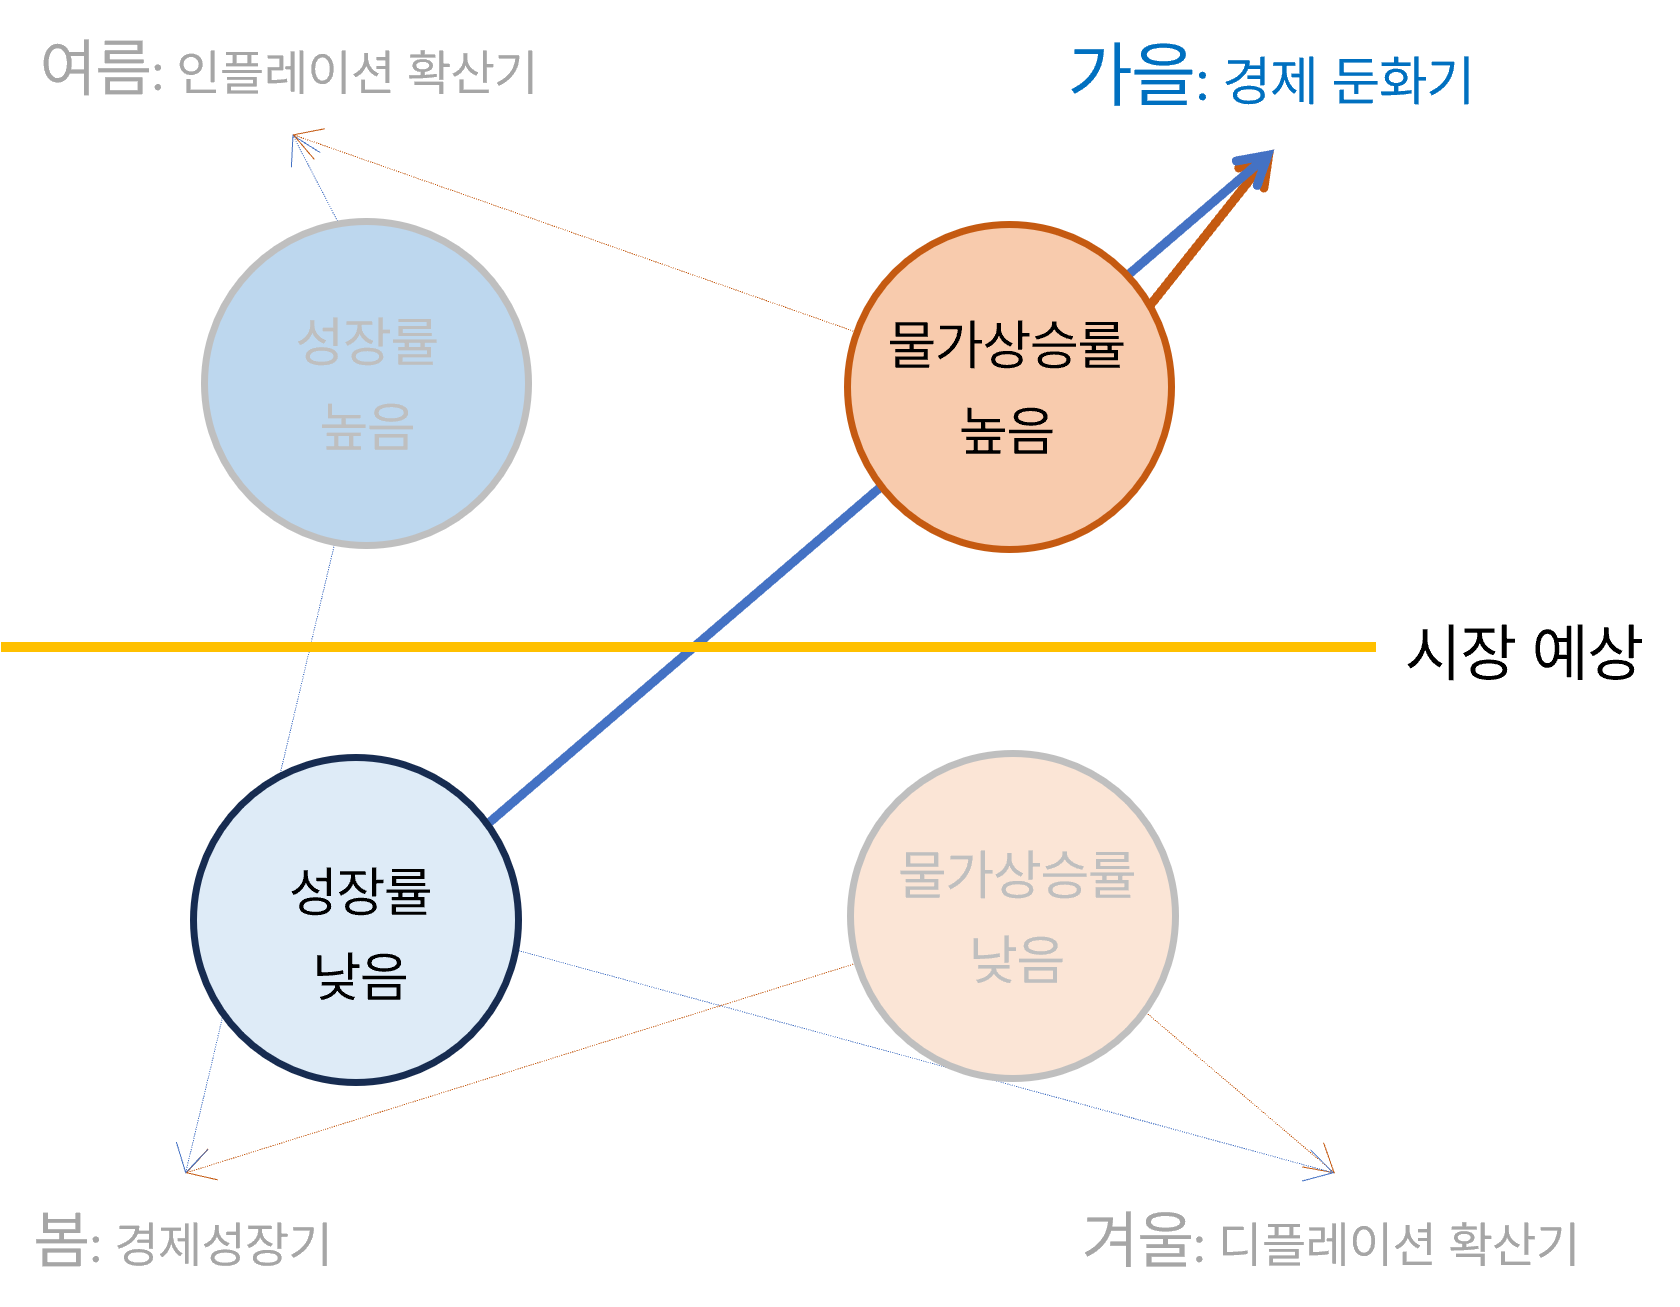 여름: 인플레이션 확산기
가을: 경제 둔화기
성장률
높음
물가상승률
높음
시장 예상
성장률
낮음
물가상승률
낮음
봄: 경제성장기
겨울: 디플레이션 확산기